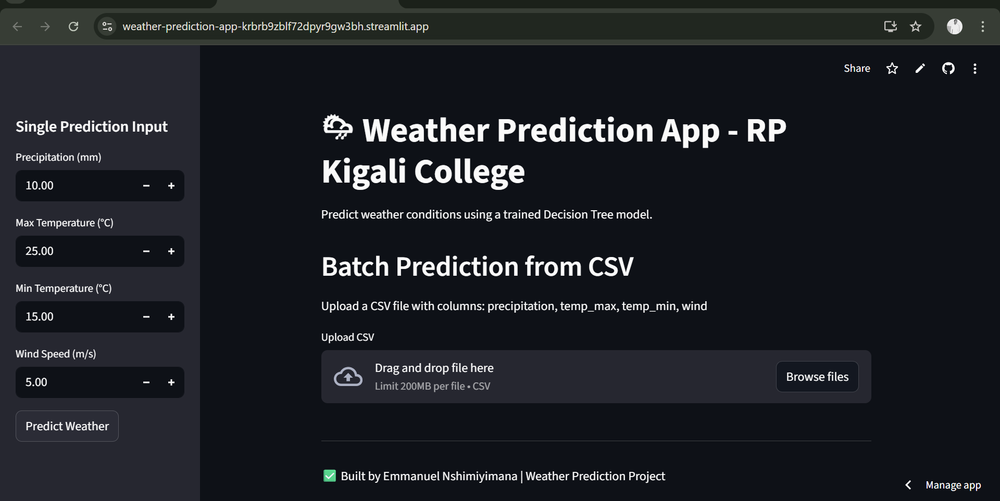 weather-prediction-app-krbrb9zblf72dpyr9gw3bh.streamlit.app
Share
Single Prediction Input
Precipitation (mm)
10.00
Max Temperature (°C)
25.00
Min Temperature (°C)
15.00
Wind Speed (m/s)
5.00
Predict Weather
Weather Prediction App - RP
Kigali College
Predict weather conditions using a trained Decision Tree model.
Batch Prediction from CSV
Upload a CSV file with columns: precipitation, temp_max, temp_min, wind
Upload CSV
Drag and drop file here
Limit 200MB per file • CSV
Browse files
✅ Built by Emmanuel Nshimiyimana | Weather Prediction Project
Manage app